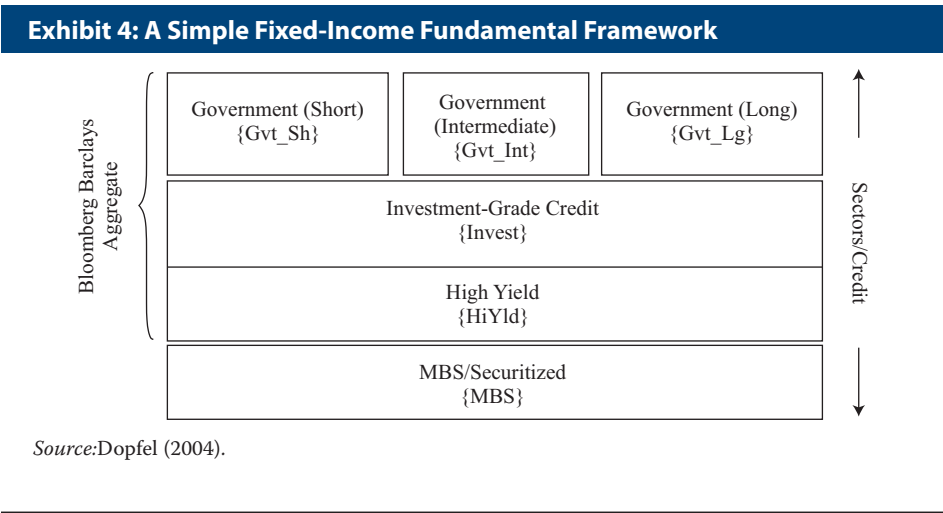 Exhibit 4: A Simple Fixed-Income Fundamental Framework
Bloomberg Barclays
Aggregate
Government (Short)
{Gvt_Sh}
Government
(Intermediate)
{Gvt_Int}
Government (Long)
{Gvt_Lg}
Investment-Grade Credit
{Invest}
High Yield
{HiYld}
MBS/Securitized
{MBS}
Sectors/Credit
Source:Dopfel (2004).